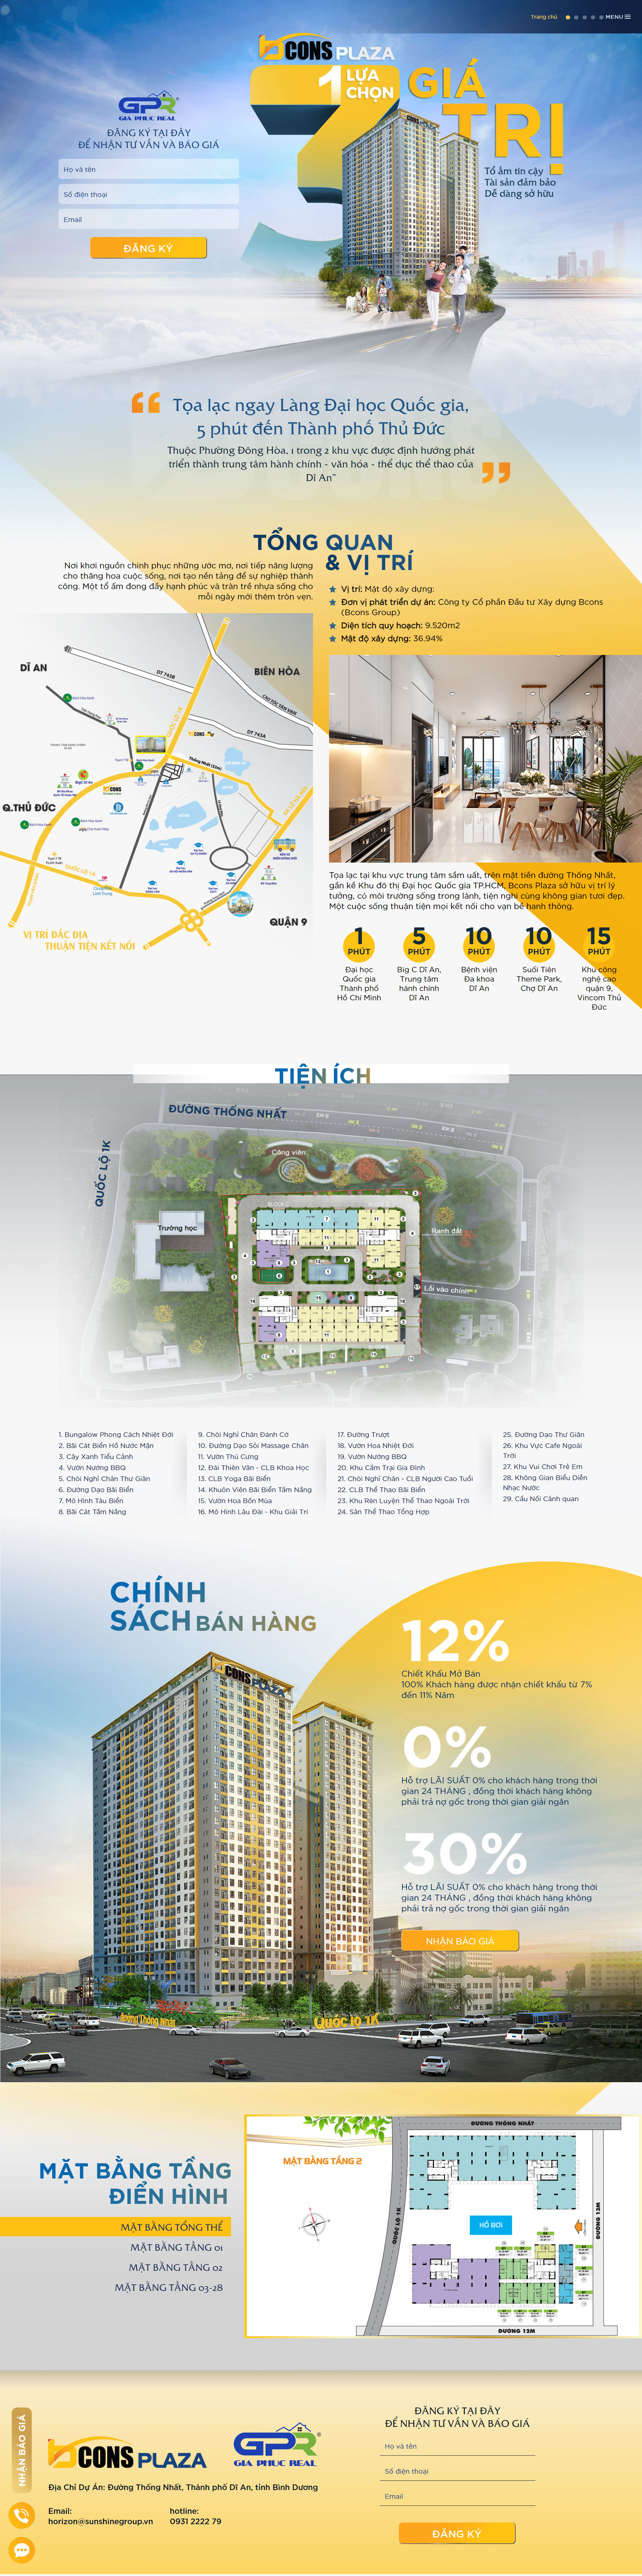 Trang chủ
MENU
BCONS PLAZA
1 LỰA
CHỌN
GIÁ
TRỊ
GPR
GIA PHUC REAL
ĐĂNG KÝ TẠI ĐÂY
ĐỂ NHẬN TƯ VẤN VÀ BÁO GIÁ
Họ và tên
Số điện thoại
Email
ĐĂNG KÝ
Tổ ấm tin cậy
Tài sản đảm bảo
Dễ dàng sở hữu
Tọa lạc ngay Làng Đại học Quốc gia,
5 phút đến Thành phố Thủ Đức
Thuộc Phường Đông Hòa, 1 trong 2 khu vực được định hướng phát
triển thành trung tâm hành chính - văn hóa - thể dục thể thao của
Dĩ An"
TỔNG QUAN
& VỊ TRÍ
Nơi khơi nguồn chinh phục những ước mơ, nơi tiếp năng lượng
cho thăng hoa cuộc sống, nơi tạo nền tảng để sự nghiệp thành
công. Một tổ ấm đong đầy hạnh phúc và tràn trề nhựa sống cho
mỗi ngày mới thêm tròn vẹn.
Vị trí: Mật độ xây dựng:
Đơn vị phát triển dự án: Công ty Cổ phần Đầu tư Xây dựng Bcons
(Bcons Group)
Diện tích quy hoạch: 9.520m2
Mật độ xây dựng: 36.94%
DĨ AN
BIÊN HÒA
DT 743B
DT 743A
QUỐC LỘ 1K
Thống Nhất (32m)
BigC Dĩ An
Q.THỦ ĐỨC
QUỐC LỘ 1A
XA LỘ HÀ NỘI
QUẬN 9
VỊ TRÍ ĐẮC ĐỊA
THUẬN TIỆN KẾT NỐI
Tọa lạc tại khu vực trung tâm sầm uất, trên mặt tiền đường Thống Nhất,
gần kề Khu đô thị Đại học Quốc gia TP.HCM, Bcons Plaza sở hữu vị trí lý
tưởng, có môi trường sống trong lành, tiện nghi cùng không gian tươi đẹp.
Một cuộc sống thuận tiện mọi kết nối cho vạn bề hanh thông.
1
PHÚT
Đại học
Quốc gia
Thành phố
Hồ Chí Minh
5
PHÚT
Big C Dĩ An,
Trung tâm
hành chính
Dĩ An
10
PHÚT
Bệnh viện
Đa khoa
Dĩ An
10
PHÚT
Suối Tiên
Theme Park,
Chợ Dĩ An
15
PHÚT
Khu công
nghệ cao
quận 9,
Vincom Thủ
Đức
TIỆN ÍCH
ĐƯỜNG THỐNG NHẤT
QUỐC LỘ 1K
Công viên
Trường học
Ranh đất
Lối vào chính
1. Bungalow Phong Cách Nhiệt Đới
2. Bãi Cát Biển Hồ Nước Mặn
3. Cây Xanh Tiểu Cảnh
4. Vườn Nướng BBQ
5. Chòi Nghỉ Chân Thư Giãn
6. Đường Dạo Bãi Biển
7. Mô Hình Tàu Biển
8. Bãi Cát Tắm Nắng
9. Chòi Nghỉ Chân Đánh Cờ
10. Đường Dạo Sỏi Massage Chân
11. Vườn Thú Cưng
12. Đài Thiên Văn - CLB Khoa Học
13. CLB Yoga Bãi Biển
14. Khuôn Viên Bãi Biển Tắm Nắng
15. Vườn Hoa Bốn Mùa
16. Mô Hình Lâu Đài - Khu Giải Trí
17. Đường Trượt
18. Vườn Hoa Nhiệt Đới
19. Vườn Nướng BBQ
20. Khu Cắm Trại Gia Đình
21. Chòi Nghỉ Chân - CLB Người Cao Tuổi
22. CLB Thể Thao Bãi Biển
23. Khu Rèn Luyện Thể Thao Ngoài Trời
24. Sân Thể Thao Tổng Hợp
25. Đường Dạo Thư Giãn
26. Khu Vực Cafe Ngoài
Trời
27. Khu Vui Chơi Trẻ Em
28. Không Gian Biểu Diễn
Nhạc Nước
29. Cầu Nối Cảnh quan
CHÍNH
SÁCH BÁN HÀNG
CONS PLAZA
Đường Thống Nhất
Quốc lộ 1K
12%
Chiết Khấu Mở Bán
100% Khách hàng được nhận chiết khấu từ 7%
đến 11% Năm
0%
Hỗ trợ LÃI SUẤT 0% cho khách hàng trong thời
gian 24 THÁNG , đồng thời khách hàng không
phải trả nợ gốc trong thời gian giải ngân
30%
Hỗ trợ LÃI SUẤT 0% cho khách hàng trong thời
gian 24 THÁNG , đồng thời khách hàng không
phải trả nợ gốc trong thời gian giải ngân
NHẬN BÁO GIÁ
MẶT BẰNG TẦNG
ĐIỂN HÌNH
MẶT BẰNG TỔNG THỂ
MẶT BẰNG TẦNG 01
MẶT BẰNG TẦNG 02
MẶT BẰNG TẦNG 03-28
MẶT BẰNG TẦNG 2
ĐƯỜNG THỐNG NHẤT
QUỐC LỘ 1K
HỒ BƠI
ĐƯỜNG 13M
ĐƯỜNG 12M
NHẬN BÁO GIÁ
BCONS PLAZA
GPR
GIA PHUC REAL
Địa Chỉ Dự Án: Đường Thống Nhất, Thành phố Dĩ An, tỉnh Bình Dương
Email:
horizon@sunshinegroup.vn
hotline:
0931 2222 79
ĐĂNG KÝ TẠI ĐÂY
ĐỂ NHẬN TƯ VẤN VÀ BÁO GIÁ
Họ và tên
Số điện thoại
Email
ĐĂNG KÝ